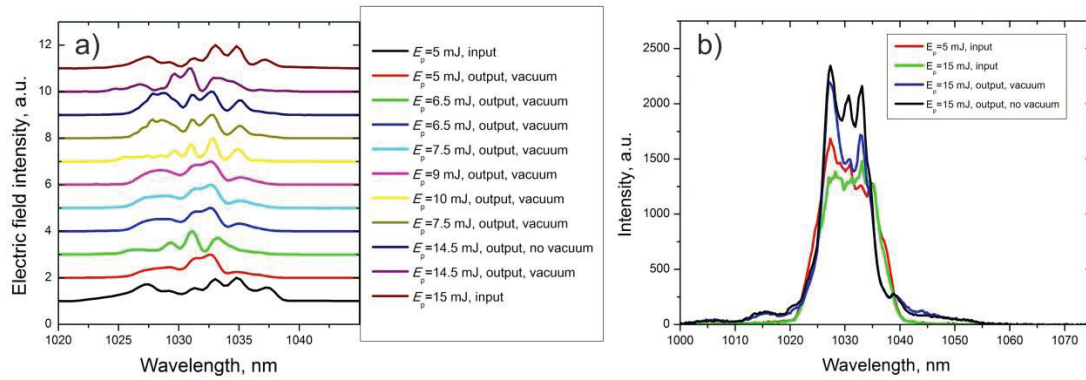 a)
Electric field intensity, a.u.
12
10
8
6
4
2
0
1020 1025 1030 1035 1040
Wavelength, nm
Ep=5 mJ, input
Ep=5 mJ, output, vacuum
Ep=6.5 mJ, output, vacuum
Ep=6.5 mJ, output, vacuum
Ep=7.5 mJ, output, vacuum
Ep=9 mJ, output, vacuum
Ep=10 mJ, output, vacuum
Ep=7.5 mJ, output, vacuum
Ep=14.5 mJ, output, no vacuum
Ep=14.5 mJ, output, vacuum
Ep=15 mJ, input
b)
Intensity, a.u.
2500
2000
1500
1000
500
0
1000 1010 1020 1030 1040 1050 1060 1070
Wavelength, nm
Ep=5 mJ, input
Ep=15 mJ, input
Ep=15 mJ, output, vacuum
Ep=15 mJ, output, no vacuum